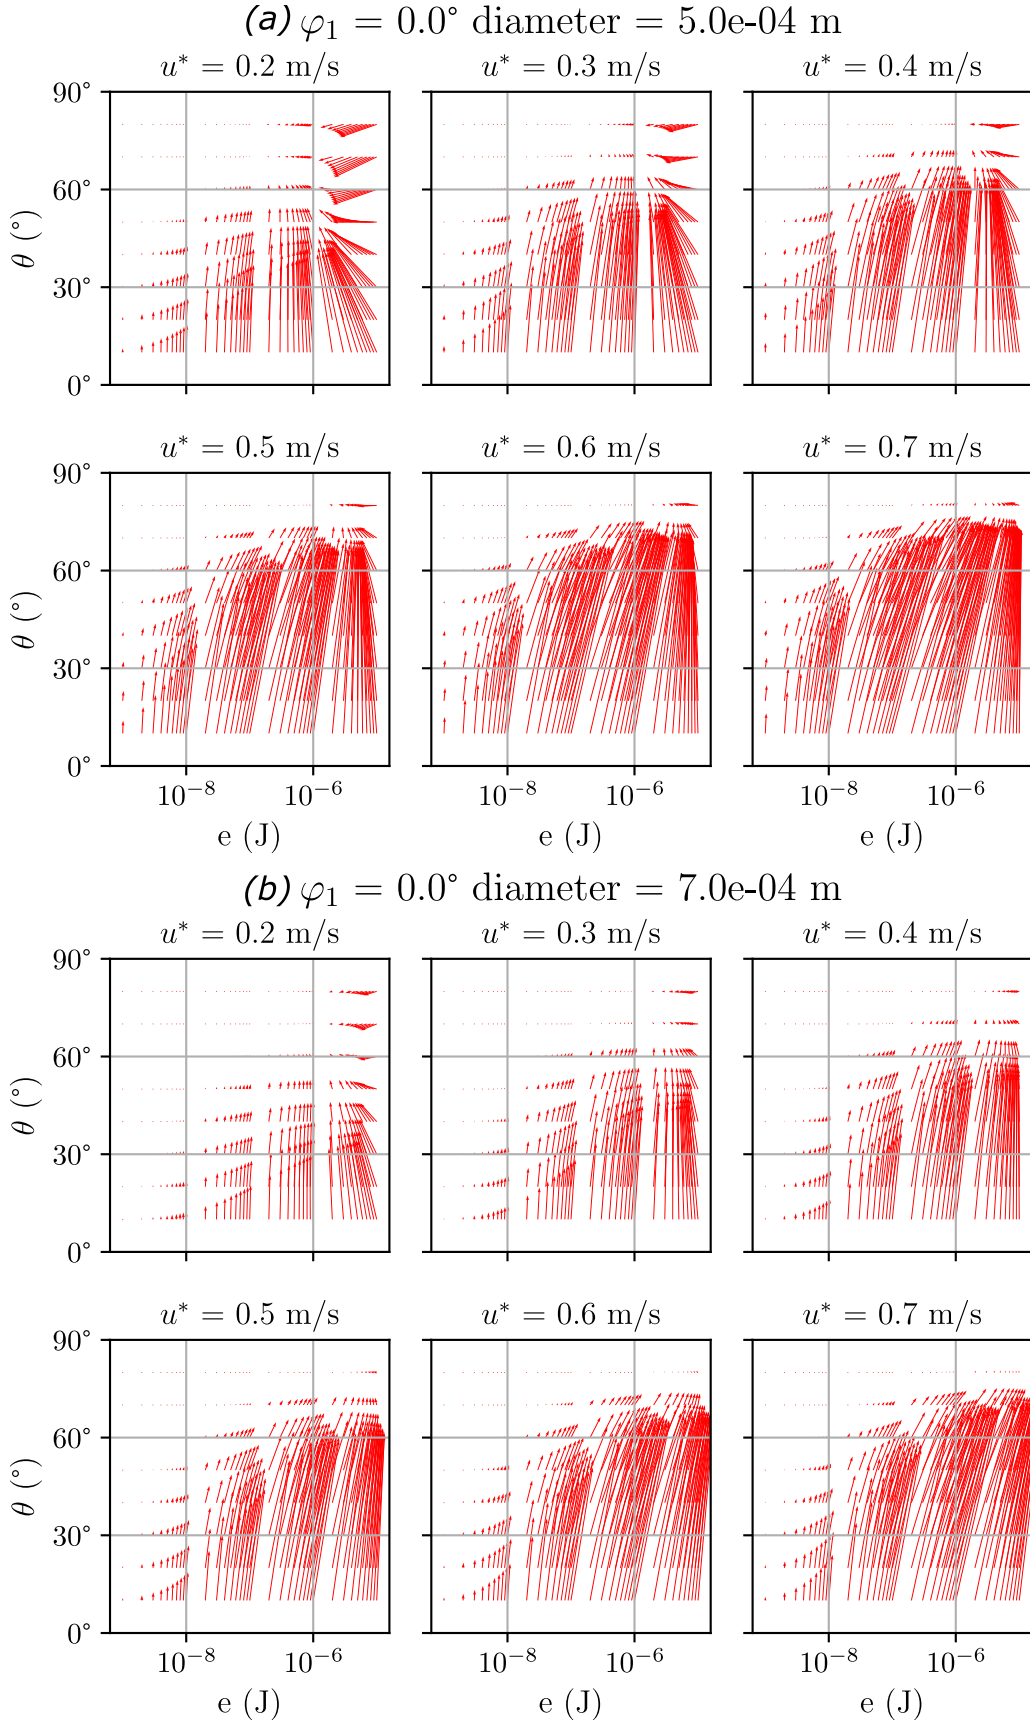 (a) φ₁ = 0.0° diameter = 5.0e-04 m
u* = 0.2 m/s u* = 0.3 m/s u* = 0.4 m/s
90°
60°
θ (°)
30°
0°
u* = 0.5 m/s u* = 0.6 m/s u* = 0.7 m/s
90°
60°
θ (°)
30°
0°
10⁻⁸ 10⁻⁶ 10⁻⁸ 10⁻⁶ 10⁻⁸ 10⁻⁶
e (J) e (J) e (J)
(b) φ₁ = 0.0° diameter = 7.0e-04 m
u* = 0.2 m/s u* = 0.3 m/s u* = 0.4 m/s
90°
60°
θ (°)
30°
0°
u* = 0.5 m/s u* = 0.6 m/s u* = 0.7 m/s
90°
60°
θ (°)
30°
0°
10⁻⁸ 10⁻⁶ 10⁻⁸ 10⁻⁶ 10⁻⁸ 10⁻⁶
e (J) e (J) e (J)